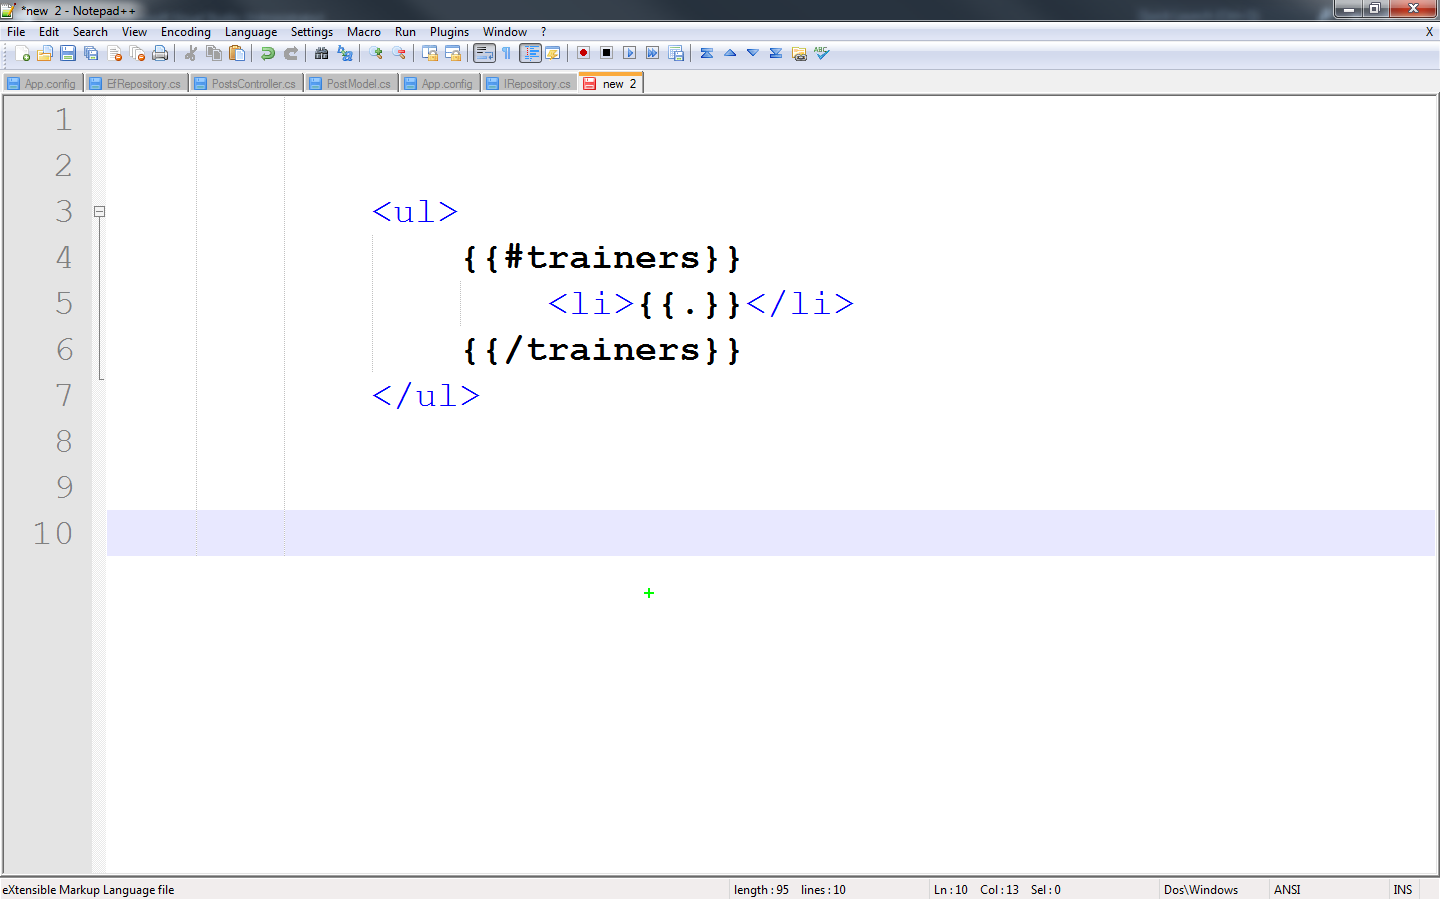 *new  2 - Notepad++
File Edit Search View Encoding Language Settings Macro Run Plugins Window ? X
App.config EfRepository.cs PostsController.cs PostModel.cs App.config IRepository.cs new  2
1
2
3 <ul>
4 {{#trainers}}
5 <li>{{.}}</li>
6 {{/trainers}}
7 </ul>
8
9
10
eXtensible Markup Language file length : 95 lines : 10 Ln : 10 Col : 13 Sel : 0 Dos\Windows ANSI INS